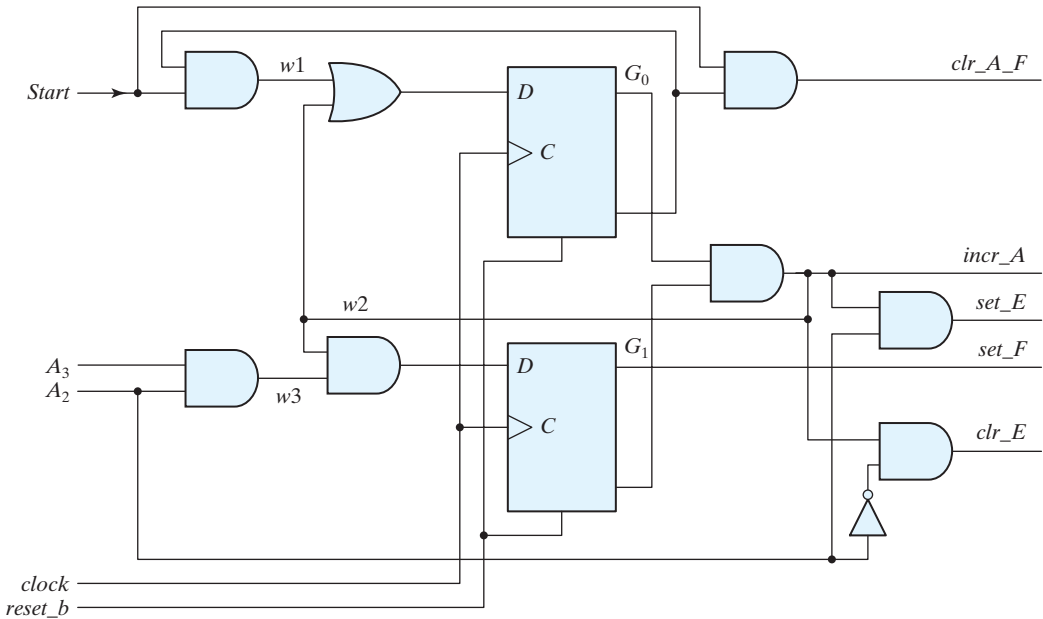 clr_A_F
w1
G0
Start
D
C
incr_A
set_E
w2
G1
set_F
A3
D
A2
w3
C
clr_E
clock
reset_b